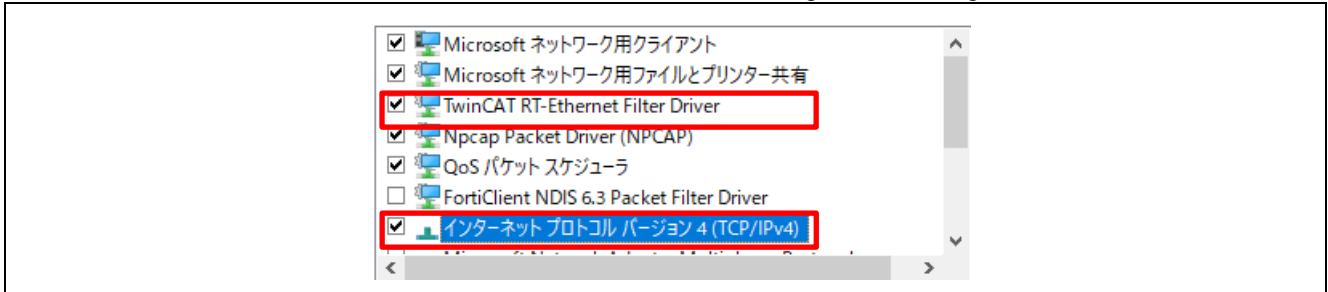 Microsoft ネットワーク用クライアント
Microsoft ネットワーク用ファイルとプリンター共有
TwinCAT RT-Ethernet Filter Driver
Npcap Packet Driver (NPCAP)
QoS パケット スケジューラ
FortiClient NDIS 6.3 Packet Filter Driver
インターネット プロトコル バージョン 4 (TCP/IPv4)